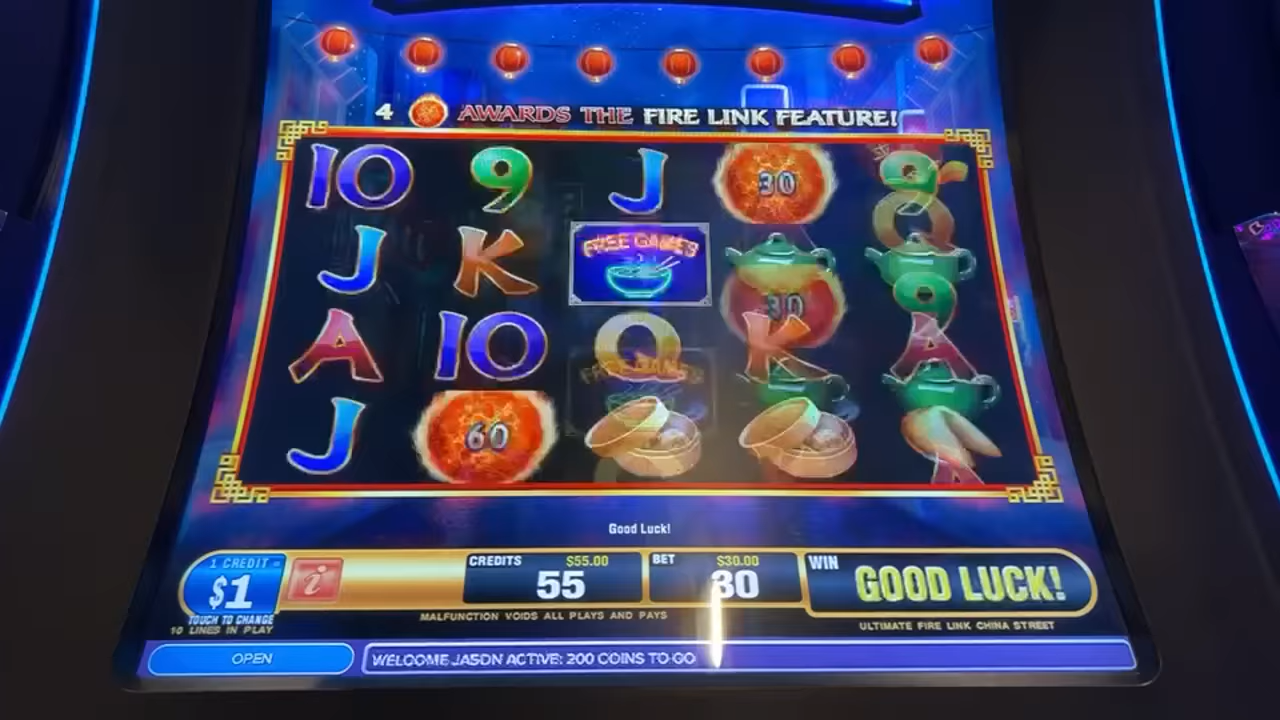 4 AWARDS THE FIRE LINK FEATURE!
10 9 J 30 9
J K FREE GAMES
30 9
A 10 Q K A
J 60
Good Luck!
1 CREDIT =
$1
TOUCH TO CHANGE
10 LINES IN PLAY
i
CREDITS $55.00
55
BET $30.00
30
WIN GOOD LUCK!
MALFUNCTION VOIDS ALL PLAYS AND PAYS
ULTIMATE FIRE LINK CHINA STREET
OPEN
WELCOME JASON ACTIVE: 200 COINS TO GO